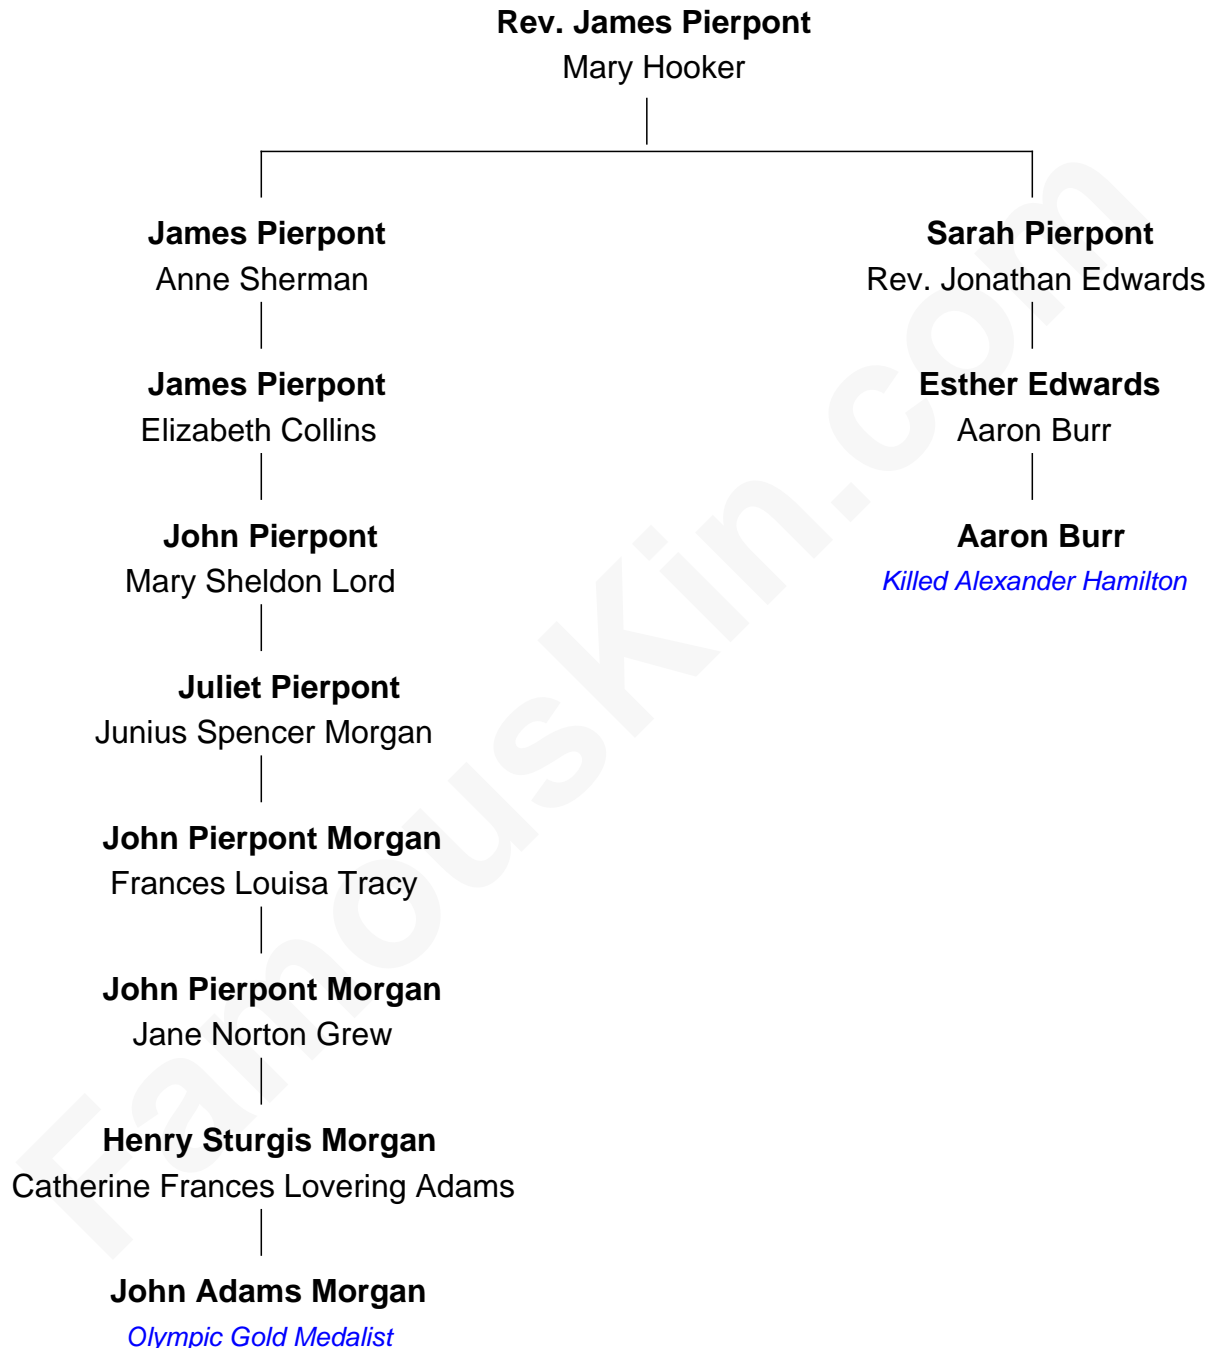 Rev. James Pierpont
Mary Hooker
James Pierpont
Anne Sherman
James Pierpont
Elizabeth Collins
John Pierpont
Mary Sheldon Lord
Juliet Pierpont
Junius Spencer Morgan
John Pierpont Morgan
Frances Louisa Tracy
John Pierpont Morgan
Jane Norton Grew
Henry Sturgis Morgan
Catherine Frances Lovering Adams
John Adams Morgan
Olympic Gold Medalist
Sarah Pierpont
Rev. Jonathan Edwards
Esther Edwards
Aaron Burr
Aaron Burr
Killed Alexander Hamilton
FamousKin.com